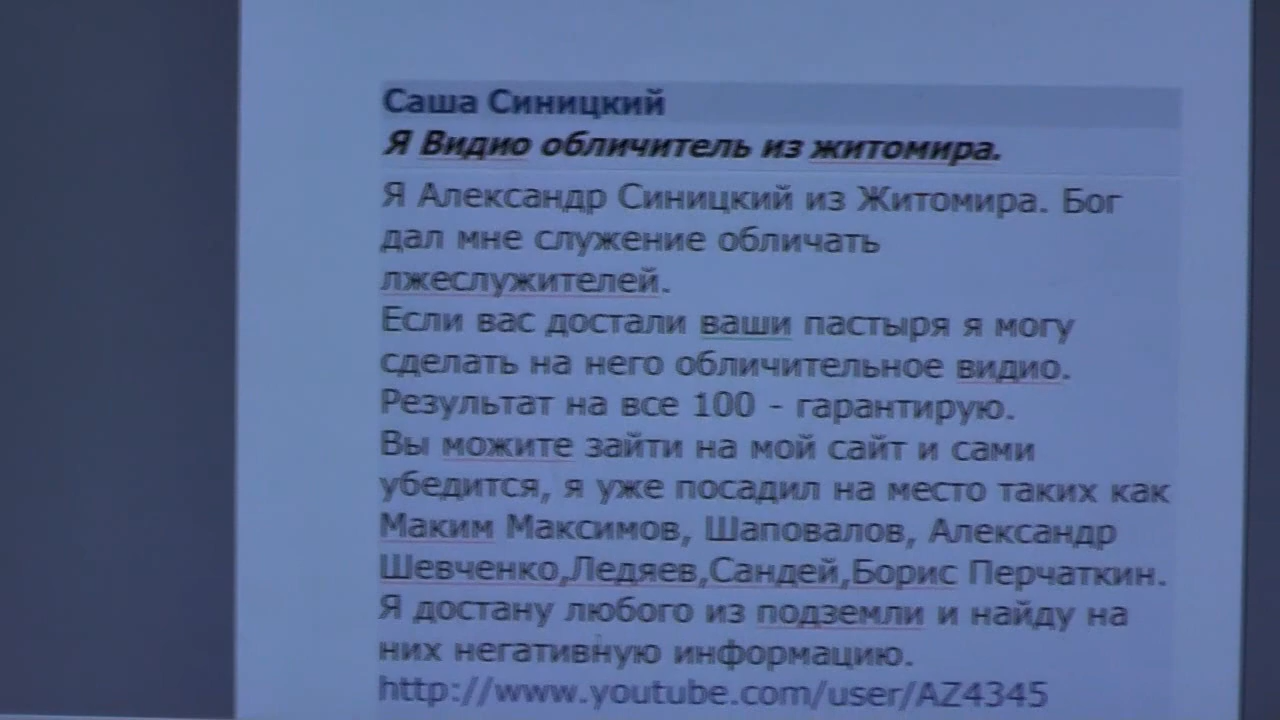 Саша Синицкий
Я Видио обличитель из житомира.
Я Александр Синицкий из Житомира. Бог
дал мне служение обличать
лжеслужителей.
Если вас достали ваши пастыря я могу
сделать на него обличительное видио.
Результат на все 100 - гарантирую.
Вы можите зайти на мой сайт и сами
убедится, я уже посадил на место таких как
Маким Максимов, Шаповалов, Александр
Шевченко,Ледяев,Сандей,Борис Перчаткин.
Я достану любого из подземли и найду на
них негативную информацию.
http://www.youtube.com/user/AZ4345